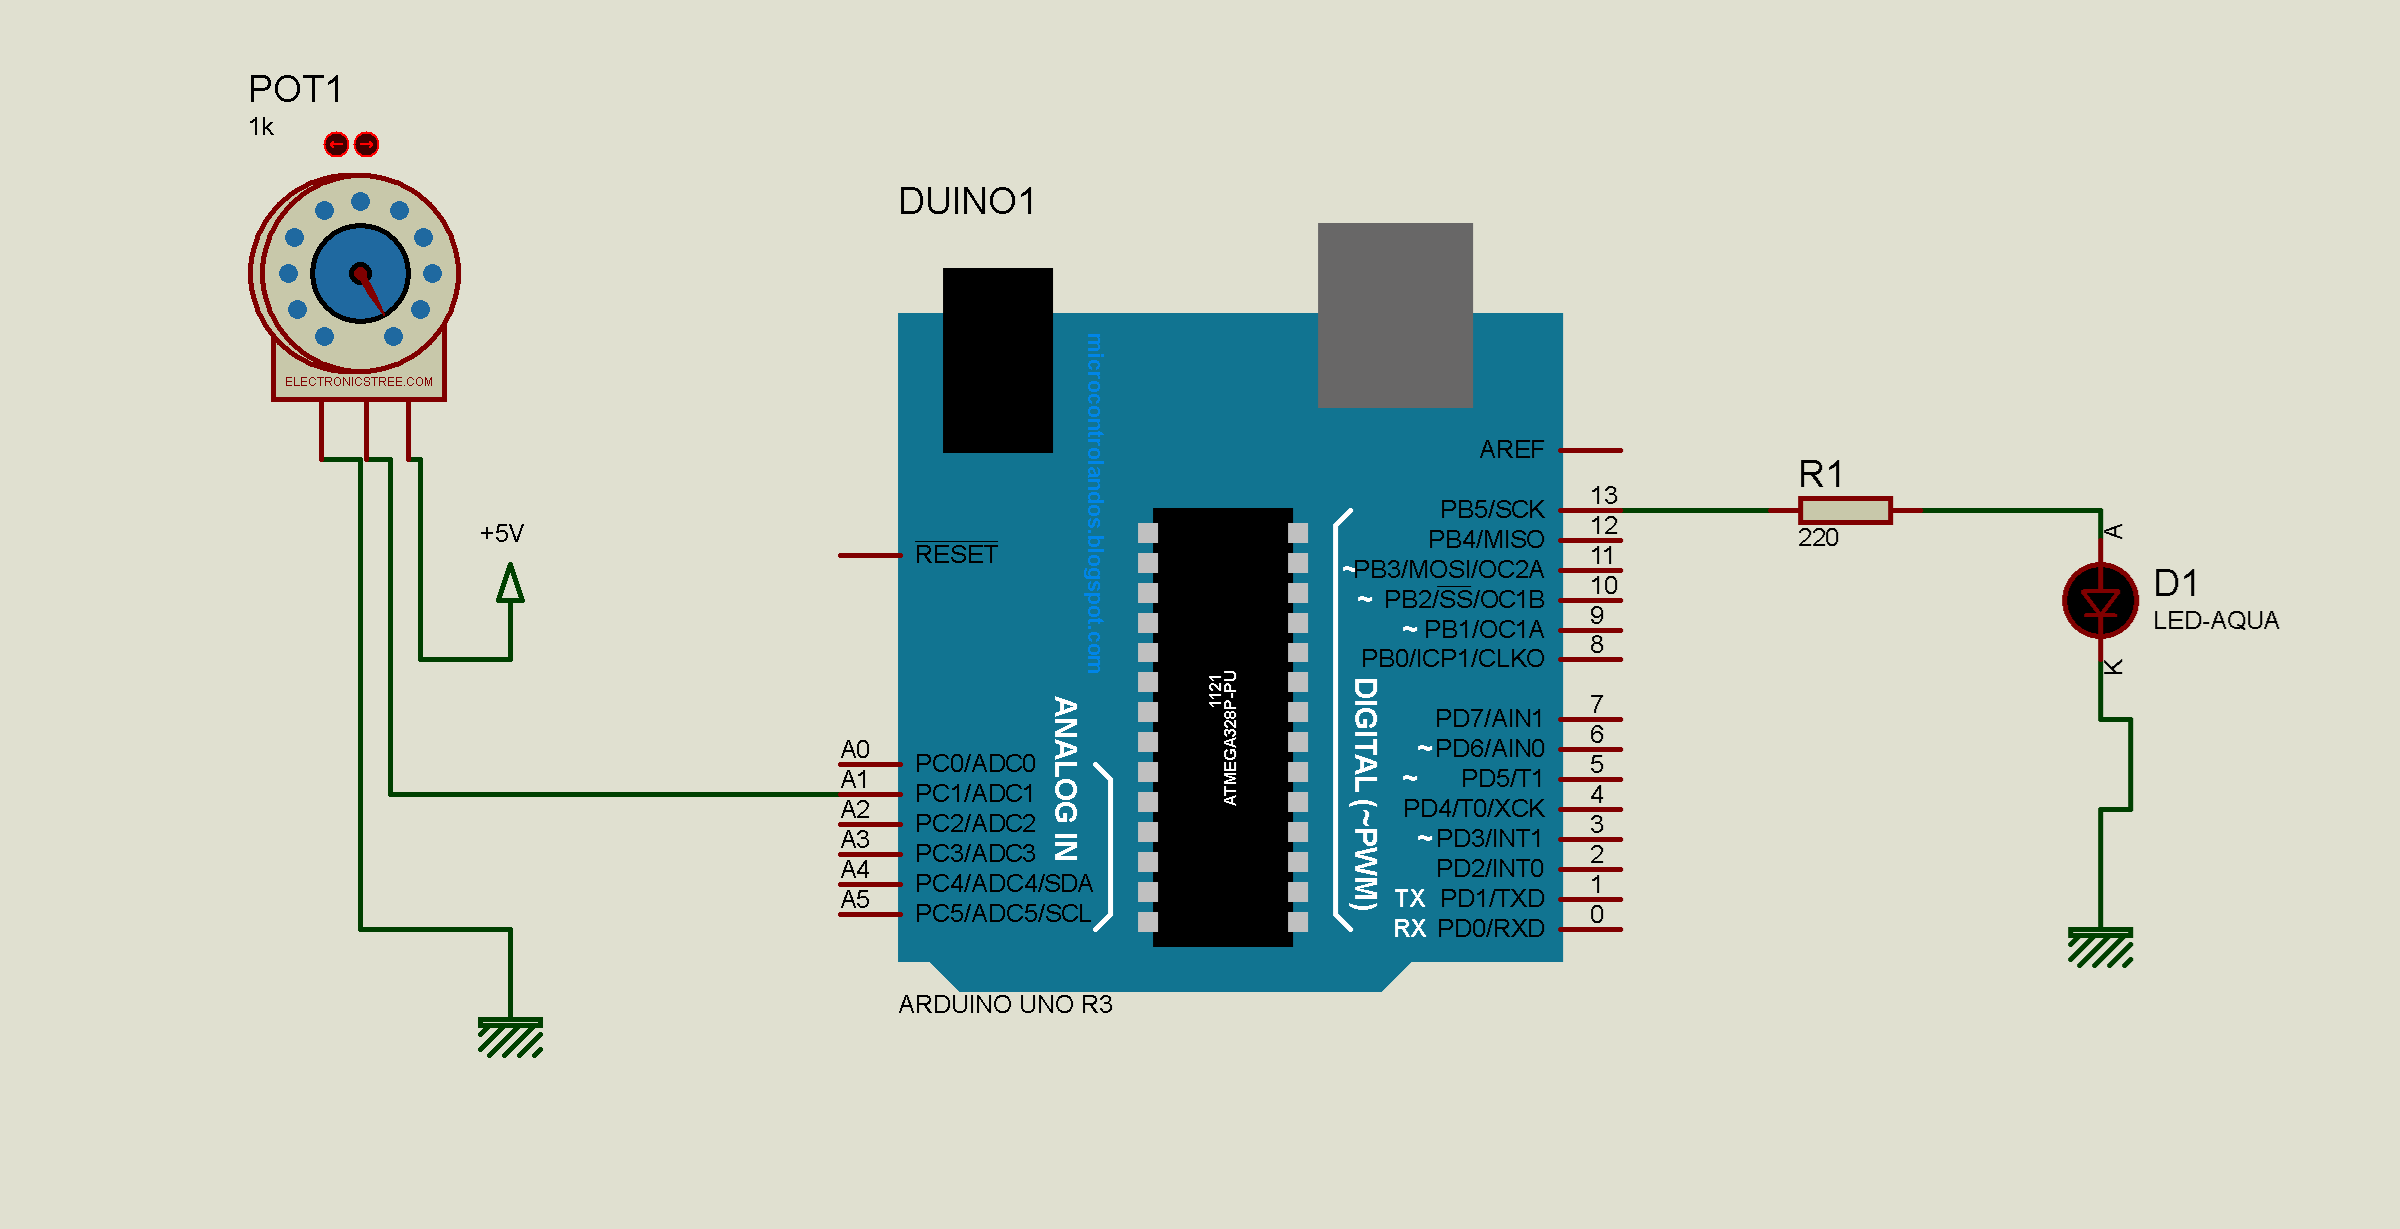 POT1
1k
ELECTRONICSTREE.COM
+5V
DUINO1
microcontrolandos.blogspot.com
RESET
A0 PC0/ADC0
A1 PC1/ADC1
A2 PC2/ADC2
A3 PC3/ADC3
A4 PC4/ADC4/SDA
A5 PC5/ADC5/SCL
ANALOG IN
1121
ATMEGA328P-PU
DIGITAL (~PWM)
AREF
PB5/SCK 13
PB4/MISO 12
~PB3/MOSI/OC2A 11
~ PB2/SS/OC1B 10
~ PB1/OC1A 9
PB0/ICP1/CLKO 8
PD7/AIN1 7
~PD6/AIN0 6
~ PD5/T1 5
PD4/T0/XCK 4
~PD3/INT1 3
PD2/INT0 2
TX PD1/TXD 1
RX PD0/RXD 0
ARDUINO UNO R3
R1
220
A
D1
LED-AQUA
K